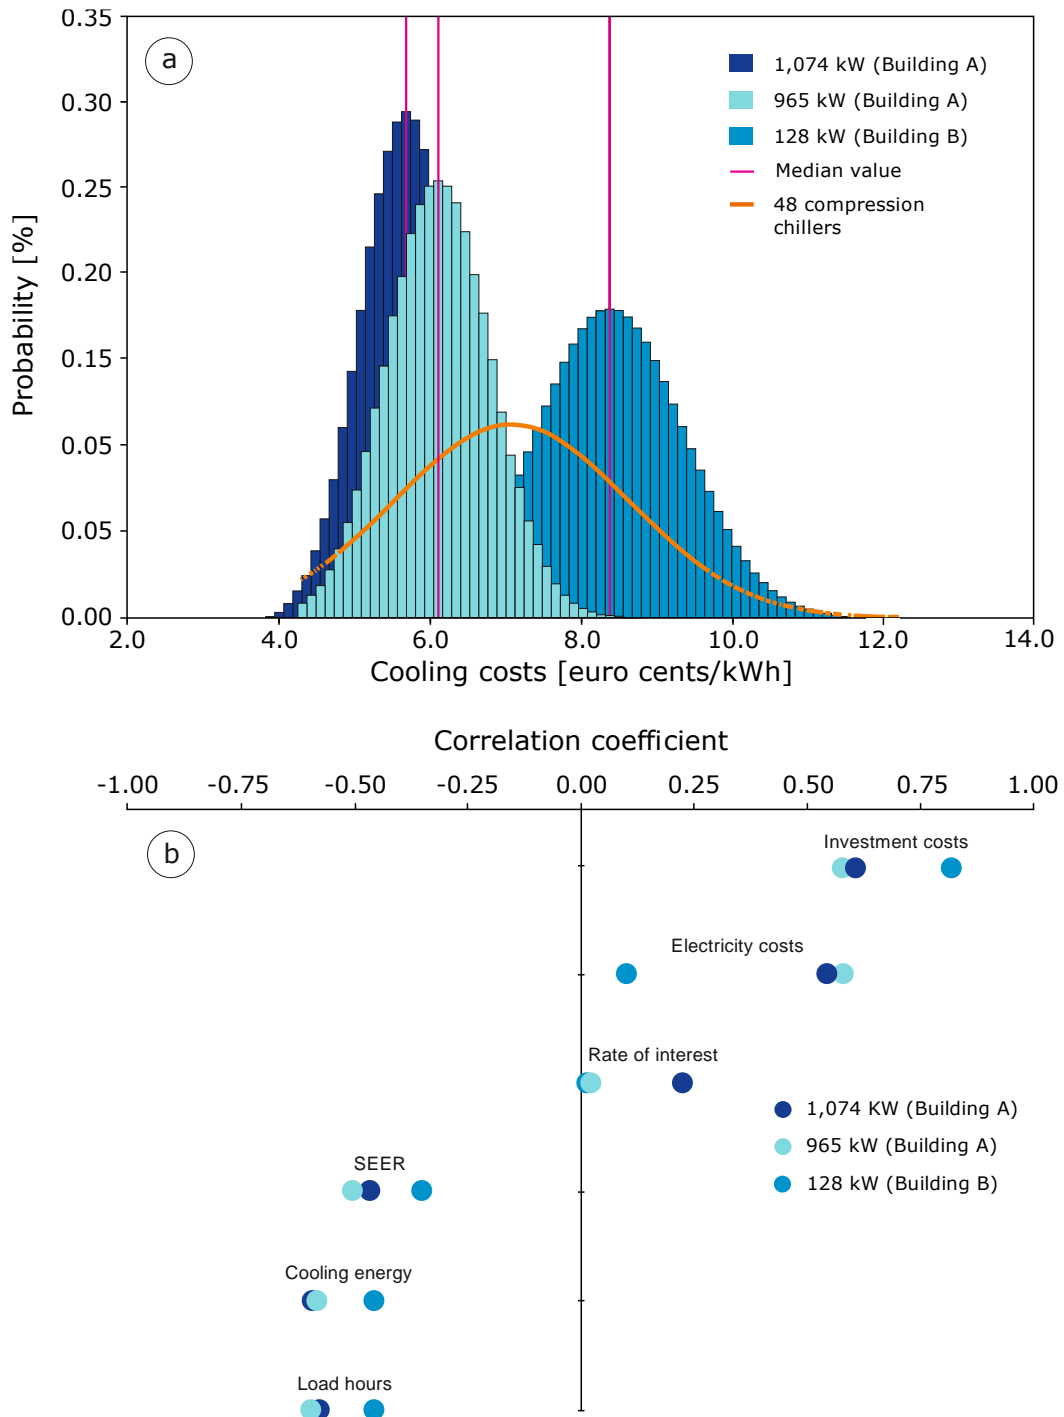 0.35
a
1,074 kW (Building A)
0.30
965 kW (Building A)
128 kW (Building B)
Median value
0.25
48 compression
chillers
0.20
Probability [%]
0.15
0.05
0.05
0.00
2.0 4.0 6.0 8.0 10.0 12.0 14.0
Cooling costs [euro cents/kWh]
Correlation coefficient
-1.00 -0.75 -0.50 -0.25 0.00 0.25 0.50 0.75 1.00
b
Investment costs
Electricity costs
Rate of interest
1,074 KW (Building A)
965 kW (Building A)
SEER
128 kW (Building B)
Cooling energy
Load hours